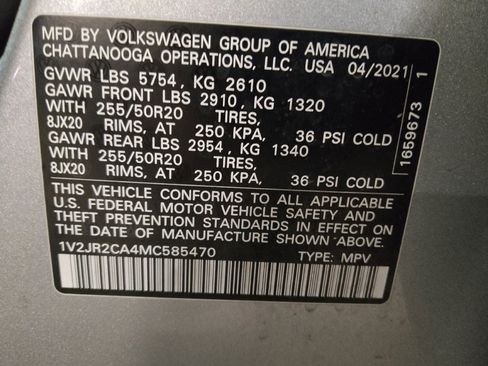 MFD BY VOLKSWAGEN GROUP OF AMERICA
CHATTANOOGA OPERATIONS, LLC. USA 04/2021
GVWR LBS 5754 , KG 2610
GAWR FRONT LBS 2910 , KG 1320
WITH 255/50R20 TIRES,
8JX20 RIMS, AT 250 KPA, 36 PSI COLD
GAWR REAR LBS 2954 , KG 1340
WITH 255/50R20 TIRES,
8JX20 RIMS, AT 250 KPA, 36 PSI COLD
THIS VEHICLE CONFORMS TO ALL APPLICABLE
U.S. FEDERAL MOTOR VEHICLE SAFETY AND
THEFT PREVENTION STANDARDS IN EFFECT ON THE
DATE OF MANUFACTURE SHOWN ABOVE.
1V2JR2CA4MC585470 TYPE: MPV
1659673 1